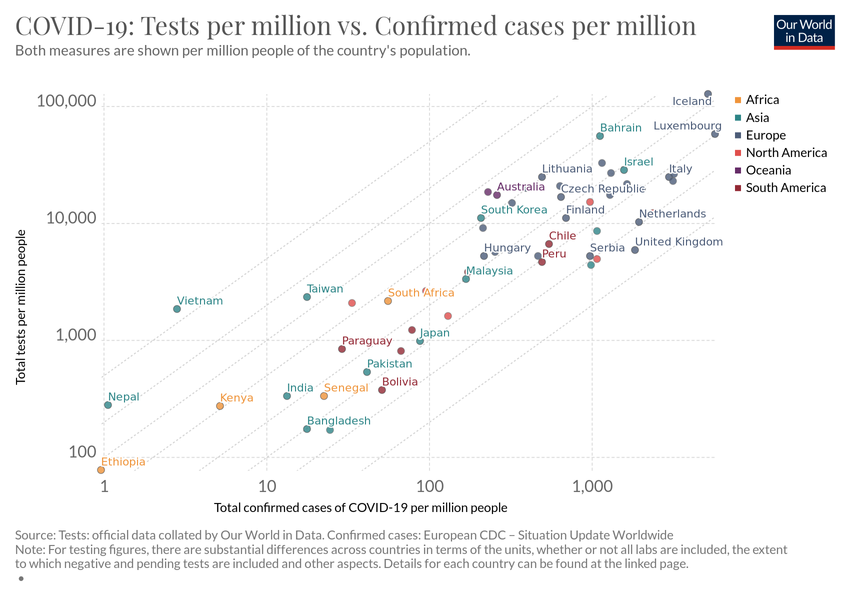 COVID-19: Tests per million vs. Confirmed cases per million
Both measures are shown per million people of the country's population.
Our World
in Data
100,000
10,000
1,000
100
Total tests per million people
1
10
100
1,000
Total confirmed cases of COVID-19 per million people
Iceland
Luxembourg
Bahrain
Israel
Italy
Lithuania
Australia
Czech Republic
South Korea
Finland
Netherlands
Chile
Hungary
Serbia
United Kingdom
Peru
Malaysia
Taiwan
South Africa
Vietnam
Japan
Paraguay
Pakistan
Bolivia
India
Senegal
Nepal
Kenya
Bangladesh
Ethiopia
Africa
Asia
Europe
North America
Oceania
South America
Source: Tests: official data collated by Our World in Data. Confirmed cases: European CDC – Situation Update Worldwide
Note: For testing figures, there are substantial differences across countries in terms of the units, whether or not all labs are included, the extent
to which negative and pending tests are included and other aspects. Details for each country can be found at the linked page.
•